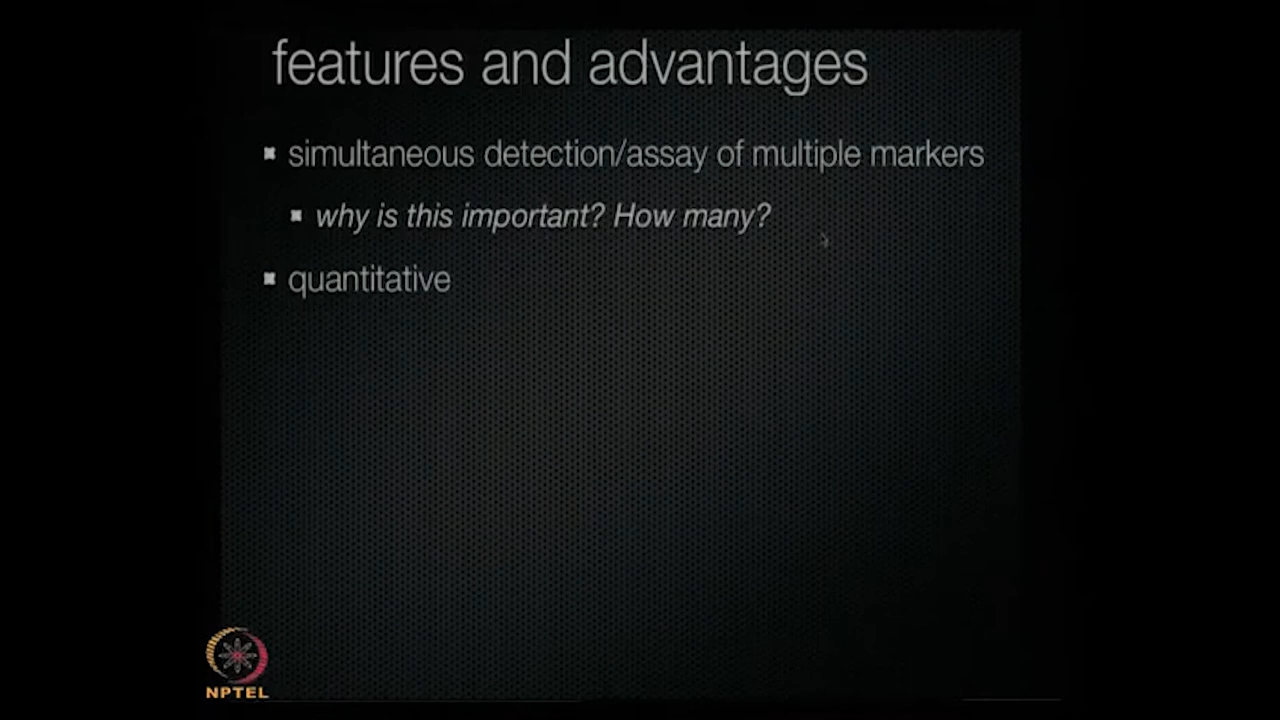 features and advantages
simultaneous detection/assay of multiple markers
why is this important? How many?
quantitative
NPTEL